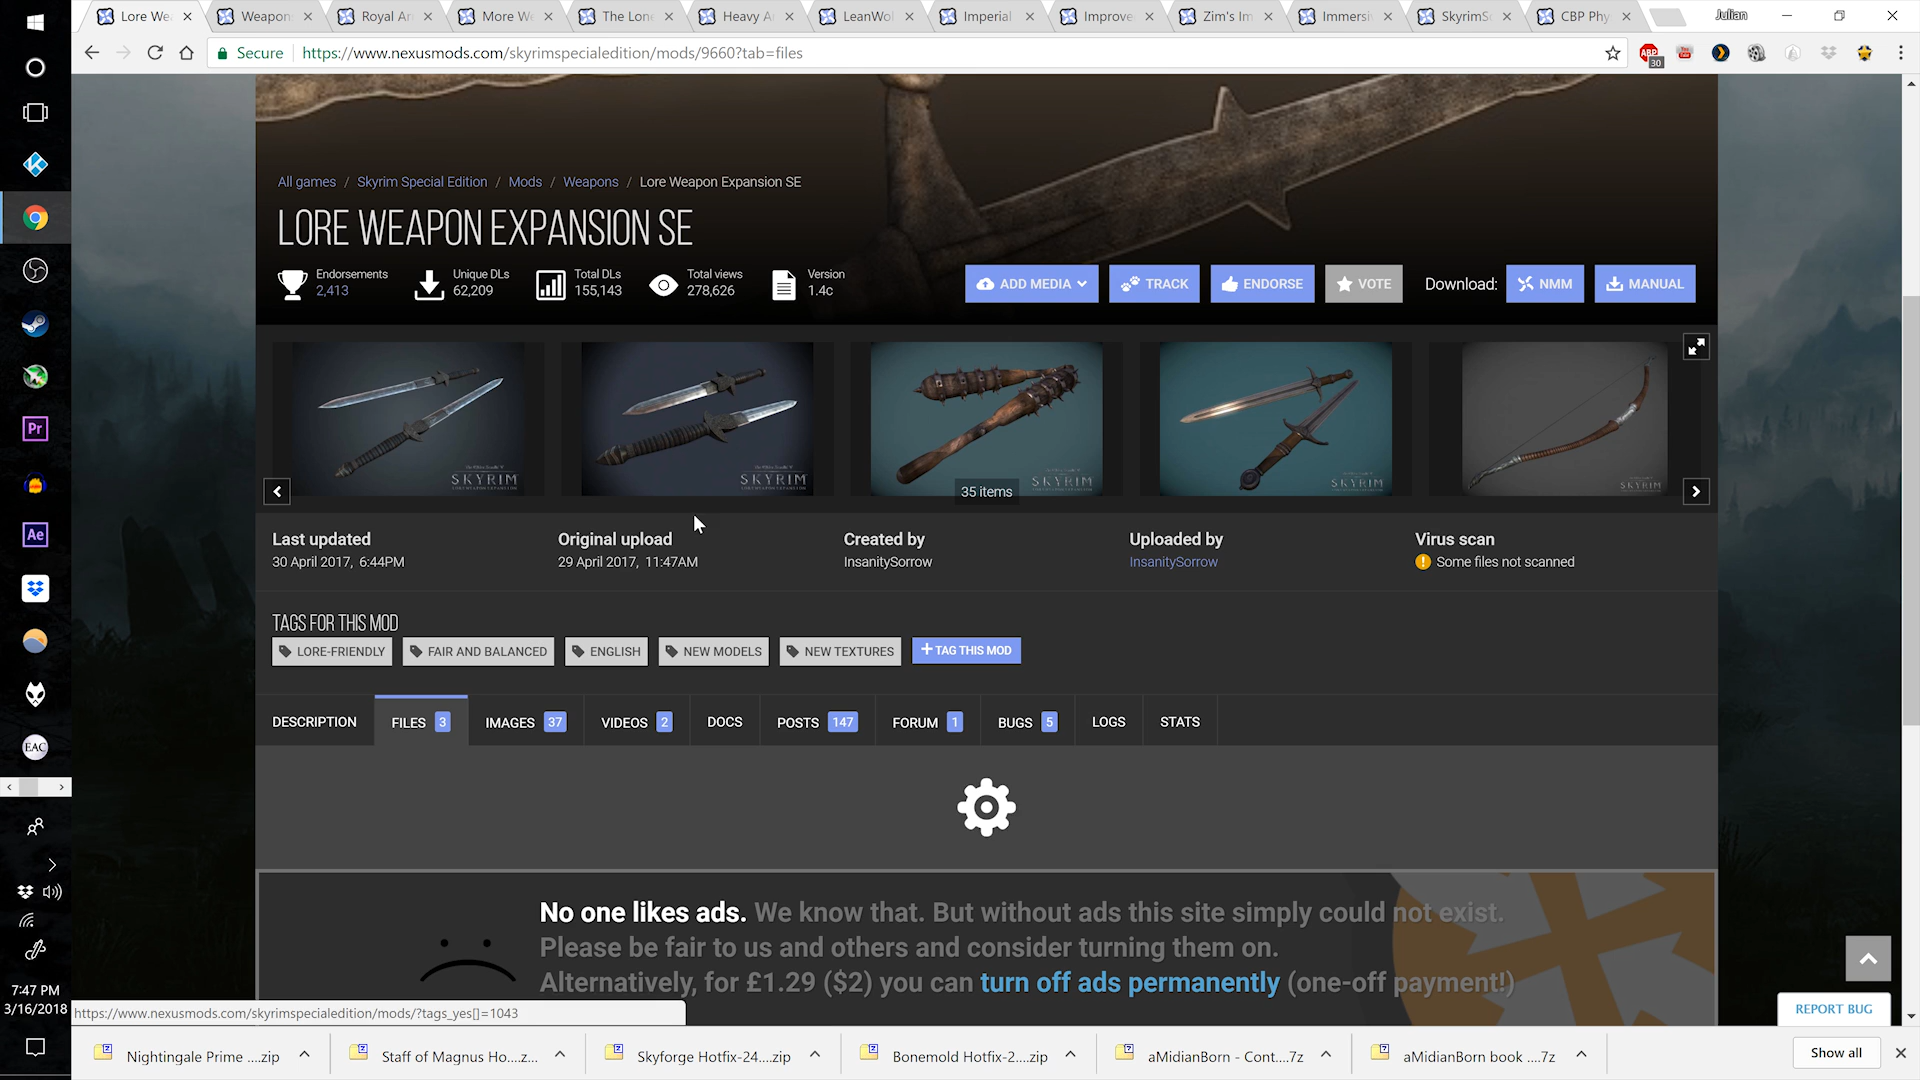 Lore We
Weapon
Royal Ar
More We
The Lon
Heavy A
LeanWol
Imperial
Improve
Zim's Im
Immersi
SkyrimS
CBP Phy
Julian
Secure
https://www.nexusmods.com/skyrimspecialedition/mods/9660?tab=files
ABP
30
All games / Skyrim Special Edition / Mods / Weapons / Lore Weapon Expansion SE
LORE WEAPON EXPANSION SE
Endorsements
2,413
Unique DLs
62,209
Total DLs
155,143
Total views
278,626
Version
1.4c
ADD MEDIA
TRACK
ENDORSE
VOTE
Download:
NMM
MANUAL
SKYRIM
SKYRIM
SKYRIM
SKYRIM
SKYRIM
35 items
Last updated
30 April 2017, 6:44PM
Original upload
29 April 2017, 11:47AM
Created by
InsanitySorrow
Uploaded by
InsanitySorrow
Virus scan
Some files not scanned
TAGS FOR THIS MOD
LORE-FRIENDLY
FAIR AND BALANCED
ENGLISH
NEW MODELS
NEW TEXTURES
+ TAG THIS MOD
DESCRIPTION
FILES 3
IMAGES 37
VIDEOS 2
DOCS
POSTS 147
FORUM 1
BUGS 5
LOGS
STATS
No one likes ads. We know that. But without ads this site simply could not exist.
Please be fair to us and others and consider turning them on.
Alternatively, for £1.29 ($2) you can turn off ads permanently (one-off payment!)
REPORT BUG
Pr
Ae
EAC
7:47 PM
3/16/2018
https://www.nexusmods.com/skyrimspecialedition/mods/?tags_yes[]=1043
Nightingale Prime ....zip
Staff of Magnus Ho....z...
Skyforge Hotfix-24....zip
Bonemold Hotfix-2....zip
aMidianBorn - Cont....7z
aMidianBorn book ....7z
Show all